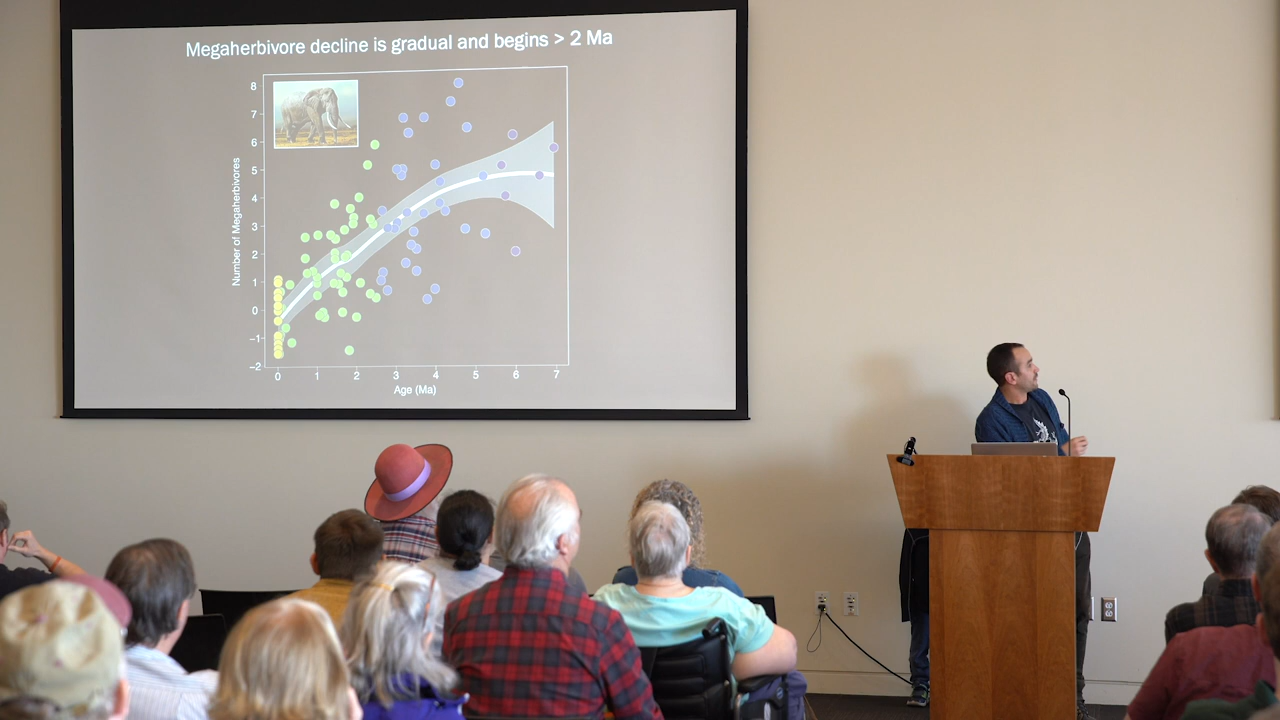 Megaherbivore decline is gradual and begins > 2 Ma
8
7
6
5
4
3
2
1
0
−1
−2
Number of Megaherbivores
0 1 2 3 4 5 6 7
Age (Ma)